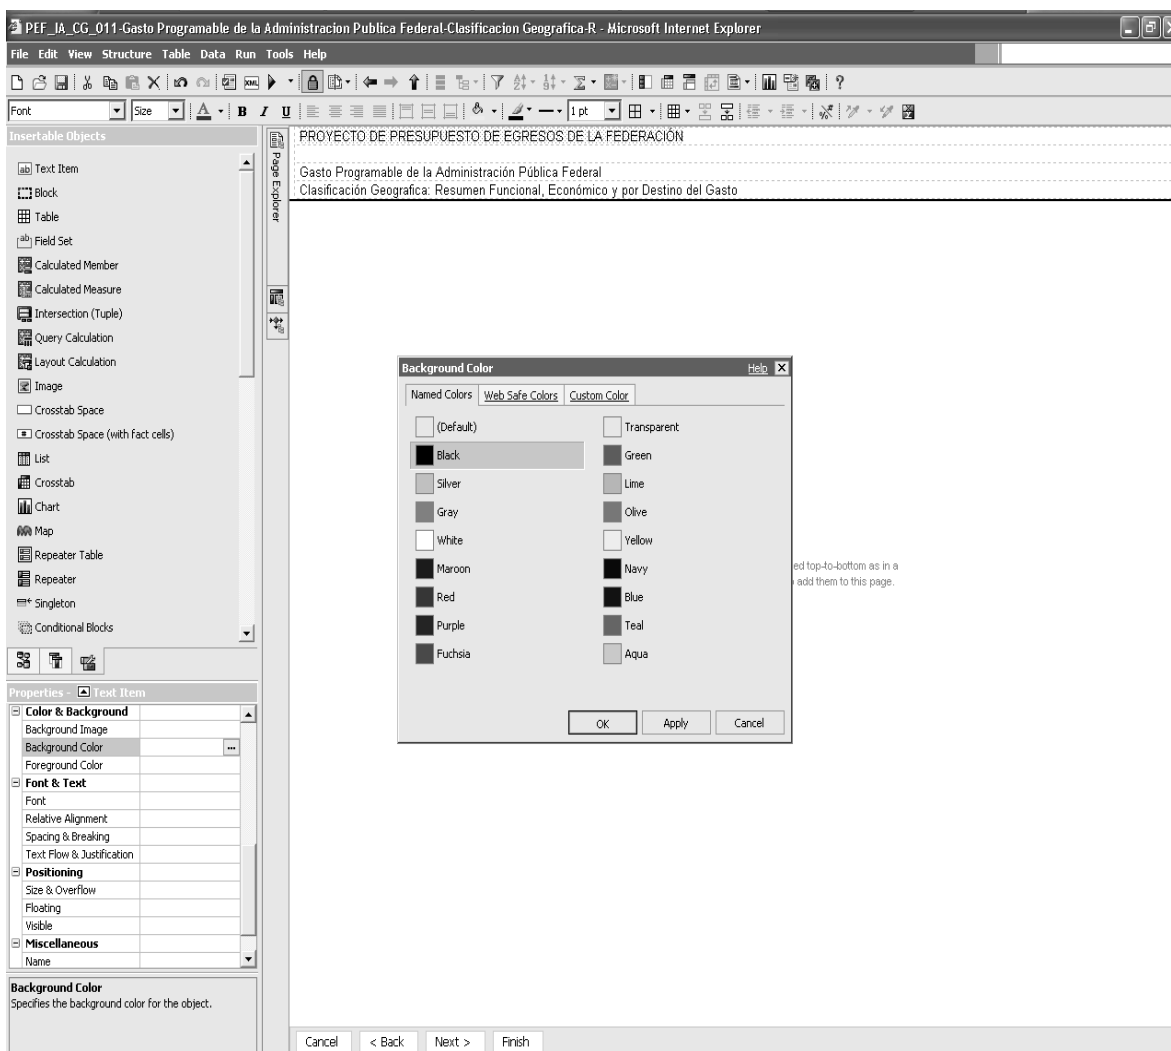 PEF_IA_CG_011-Gasto Programable de la Administracion Publica Federal-Clasificacion Geografica-R - Microsoft Internet Explorer
File Edit View Structure Table Data Run Tools Help
Font Size A B I U 1 pt
Insertable Objects
Text Item
Block
Table
Field Set
Calculated Member
Calculated Measure
Intersection (Tuple)
Query Calculation
Layout Calculation
Image
Crosstab Space
Crosstab Space (with fact cells)
List
Crosstab
Chart
Map
Repeater Table
Repeater
Singleton
Conditional Blocks
Properties - Text Item
Color & Background
Background Image
Background Color ...
Foreground Color
Font & Text
Font
Relative Alignment
Spacing & Breaking
Text Flow & Justification
Positioning
Size & Overflow
Floating
Visible
Miscellaneous
Name
Background Color
Specifies the background color for the object.
Page Explorer
PROYECTO DE PRESUPUESTO DE EGRESOS DE LA FEDERACIÓN
Gasto Programable de la Administración Pública Federal
Clasificación Geografica: Resumen Funcional, Económico y por Destino del Gasto
Background Color Help X
Named Colors Web Safe Colors Custom Color
(Default) Transparent
Black Green
Silver Lime
Gray Olive
White Yellow
Maroon Navy
Red Blue
Purple Teal
Fuchsia Aqua
OK Apply Cancel
ed top-to-bottom as in a
add them to this page.
Cancel < Back Next > Finish